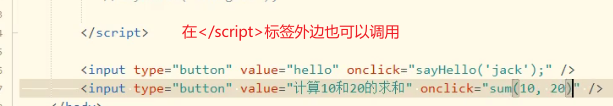 </script> 在</script>标签外边也可以调用
<input type="button" value="hello" onclick="sayHello('jack');" />
<input type="button" value="计算10和20的求和" onclick="sum(10, 20)" />